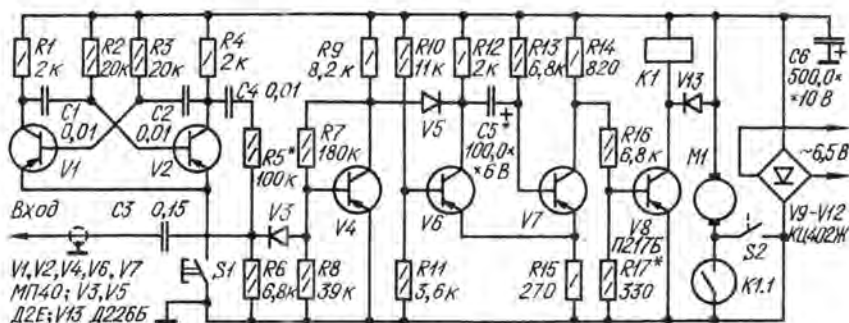 R1
2к
R2
20к
R3
20к
R4
2к
C4 0,01
R9
8,2к
R10
11к
R12
2к
R13
6,8к
R14
820
K1
V13
C6
500,0×
×10 В
+
C1
0,01
C2
0,01
V1
V2
R5*
100к
R7
180к
V5
C5
100,0×
×6 В
+
R16
6,8к
M1
~6,5 В
Вход
C3 0,15
V3
V4
V6
V7
V8
П217Б
S2
V9-V12
КЦ402Ж
V1, V2, V4, V6, V7
МП40; V3, V5
Д2Е; V13 Д226Б
S1
R6
6,8к
R8
39к
R11
3,6к
R15
270
R17*
330
K1.1